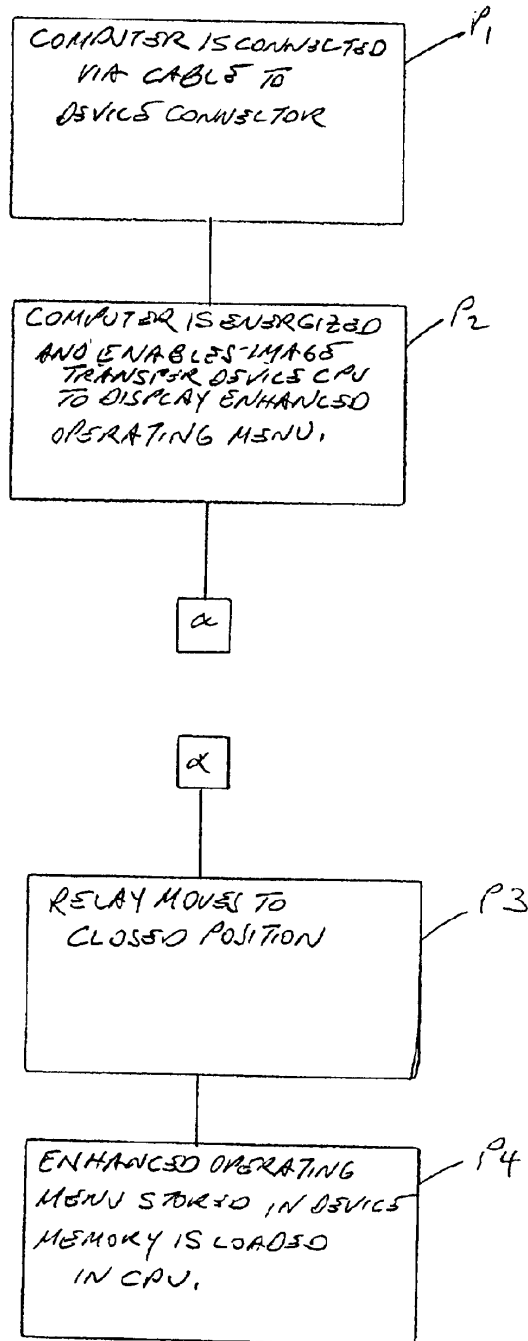 COMPUTER IS CONNECTED
VIA CABLE TO
DEVICE CONNECTOR
P1
COMPUTER IS ENERGIZED
AND ENABLES IMAGE
TRANSFER DEVICE CPU
TO DISPLAY ENHANCED
OPERATING MENU.
P2
α
α
RELAY MOVES TO
CLOSED POSITION
P3
ENHANCED OPERATING
MENU STORED IN DEVICE
MEMORY IS LOADED
IN CPU.
P4